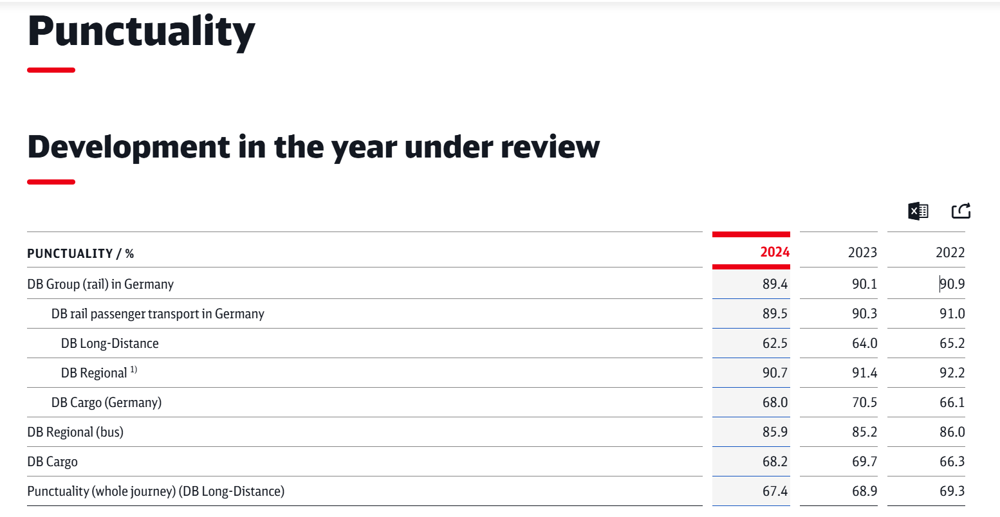 Punctuality
Development in the year under review
PUNCTUALITY / % 2024 2023 2022
DB Group (rail) in Germany 89.4 90.1 90.9
DB rail passenger transport in Germany 89.5 90.3 91.0
DB Long-Distance 62.5 64.0 65.2
DB Regional 1) 90.7 91.4 92.2
DB Cargo (Germany) 68.0 70.5 66.1
DB Regional (bus) 85.9 85.2 86.0
DB Cargo 68.2 69.7 66.3
Punctuality (whole journey) (DB Long-Distance) 67.4 68.9 69.3